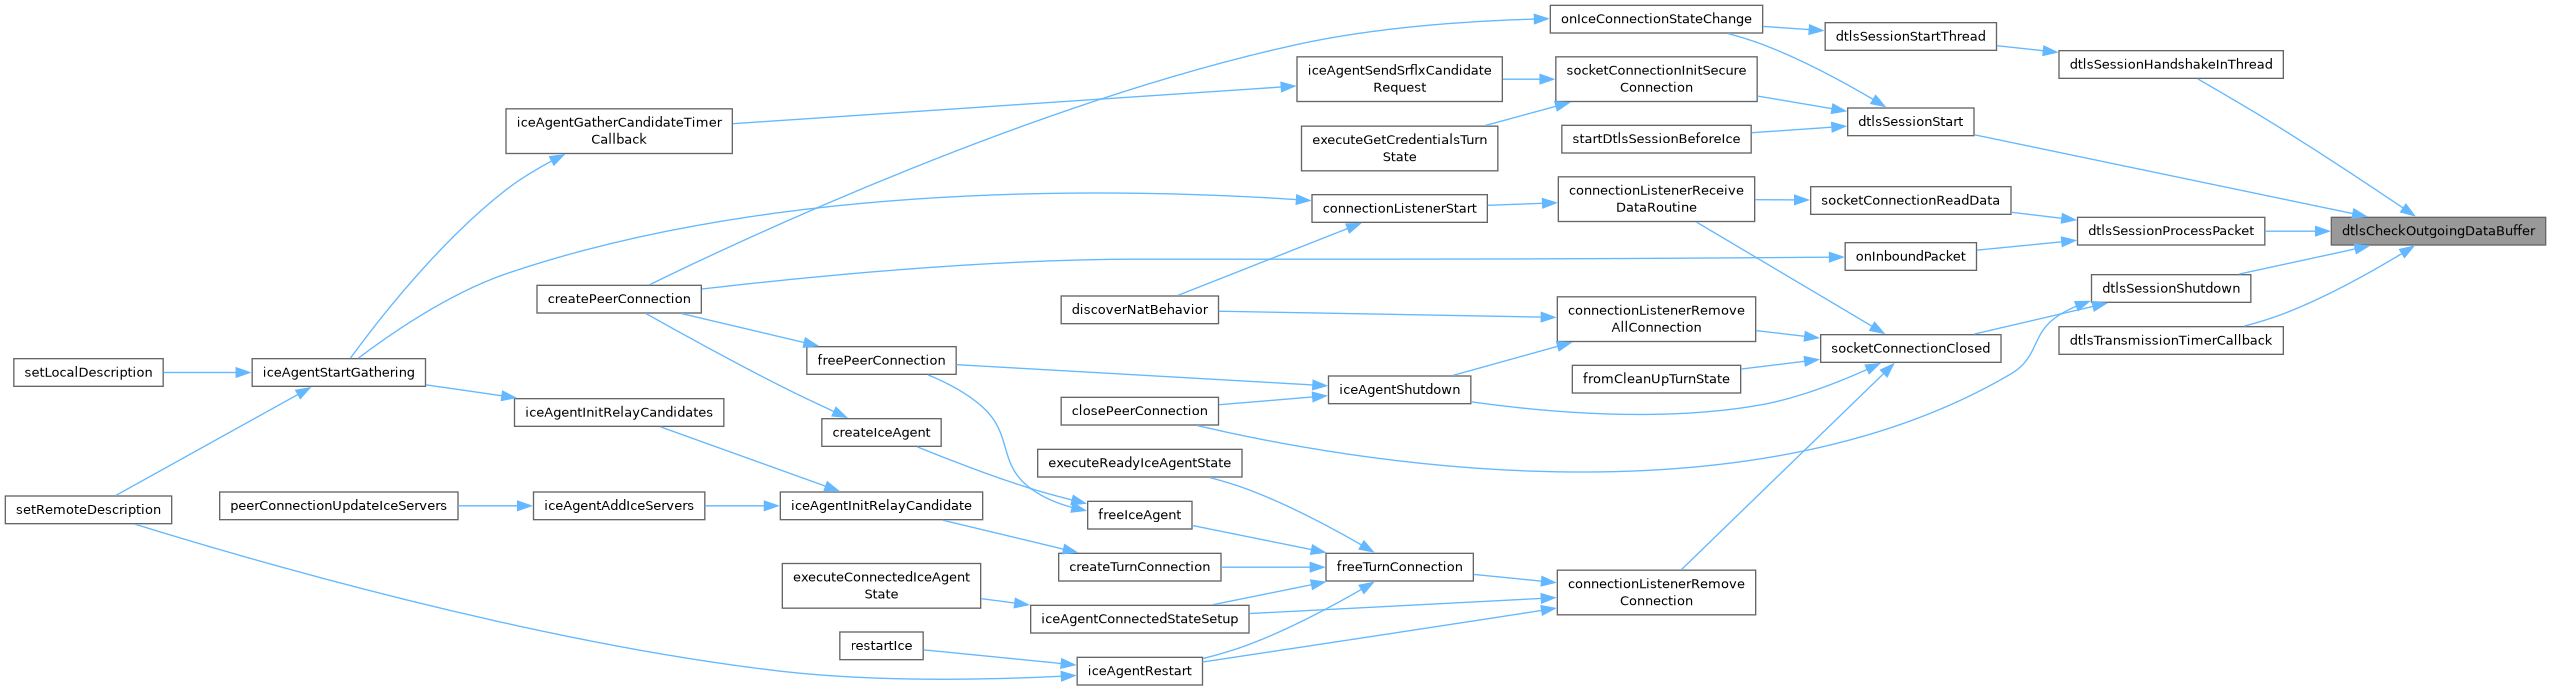 onIceConnectionStateChange
dtlsSessionStartThread
dtlsSessionHandshakeInThread
iceAgentSendSrflxCandidate
Request
socketConnectionInitSecure
Connection
iceAgentGatherCandidateTimer
Callback
dtlsSessionStart
executeGetCredentialsTurn
State
startDtlsSessionBeforeIce
connectionListenerReceive
DataRoutine
socketConnectionReadData
connectionListenerStart
dtlsSessionProcessPacket
dtlsCheckOutgoingDataBuffer
onInboundPacket
createPeerConnection
dtlsSessionShutdown
discoverNatBehavior
connectionListenerRemove
AllConnection
dtlsTransmissionTimerCallback
socketConnectionClosed
freePeerConnection
setLocalDescription
iceAgentStartGathering
fromCleanUpTurnState
iceAgentShutdown
closePeerConnection
iceAgentInitRelayCandidates
createIceAgent
executeReadyIceAgentState
setRemoteDescription
peerConnectionUpdateIceServers
iceAgentAddIceServers
iceAgentInitRelayCandidate
freeIceAgent
createTurnConnection
freeTurnConnection
executeConnectedIceAgent
State
connectionListenerRemove
Connection
iceAgentConnectedStateSetup
restartIce
iceAgentRestart